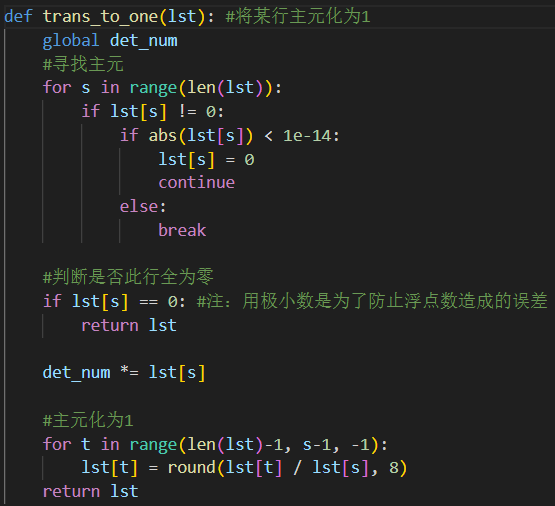 def trans_to_one(lst): #将某行主元化为1
    global det_num
    #寻找主元
    for s in range(len(lst)):
        if lst[s] != 0:
            if abs(lst[s]) < 1e-14:
                lst[s] = 0
                continue
            else:
                break
    #判断是否此行全为零
    if lst[s] == 0: #注：用极小数是为了防止浮点数造成的误差
        return lst
    det_num *= lst[s]
    #主元化为1
    for t in range(len(lst)-1, s-1, -1):
        lst[t] = round(lst[t] / lst[s], 8)
    return lst